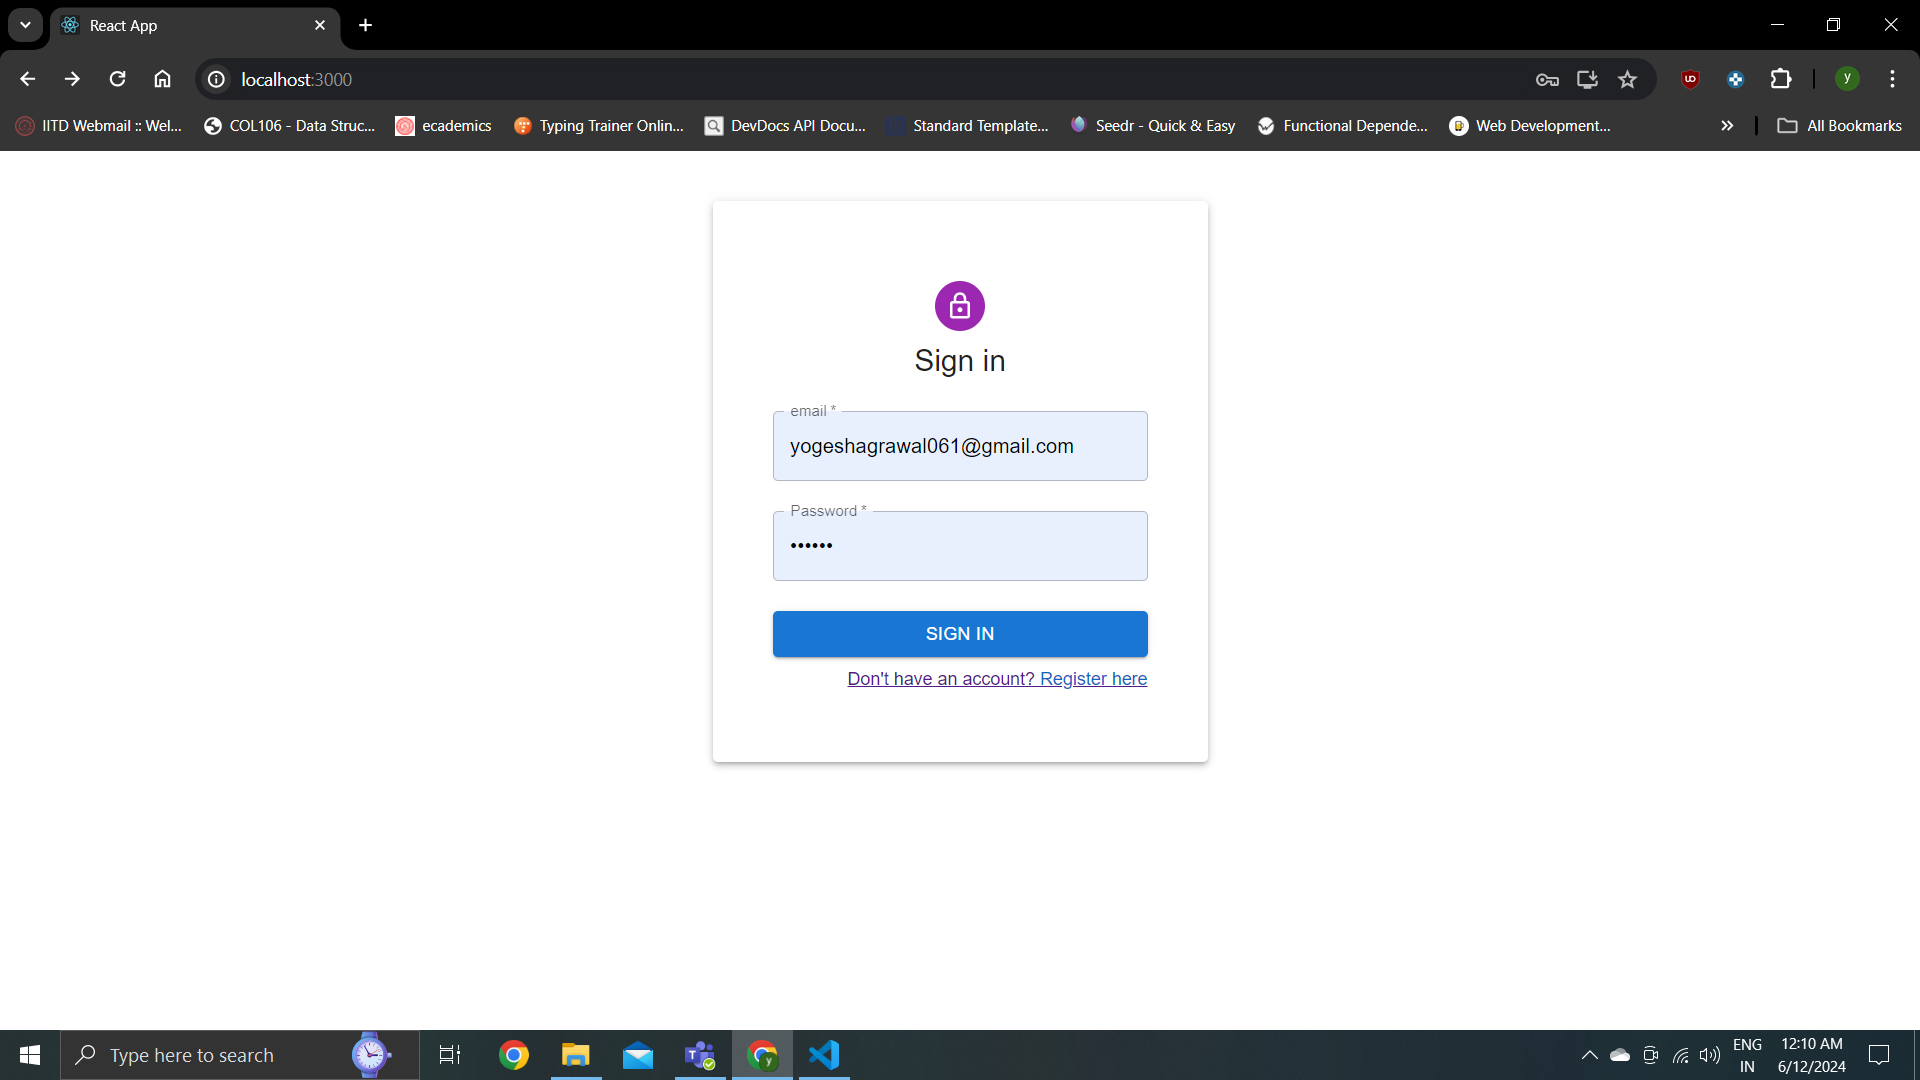 React App
localhost:3000
IITD Webmail :: Wel... COL106 - Data Struc... ecademics Typing Trainer Onlin... DevDocs API Docu... Standard Template... Seedr - Quick & Easy Functional Depende... Web Development... All Bookmarks
Sign in
email *
yogeshagrawal061@gmail.com
Password *
••••••
SIGN IN
Don't have an account? Register here
Type here to search
ENG
IN
12:10 AM
6/12/2024